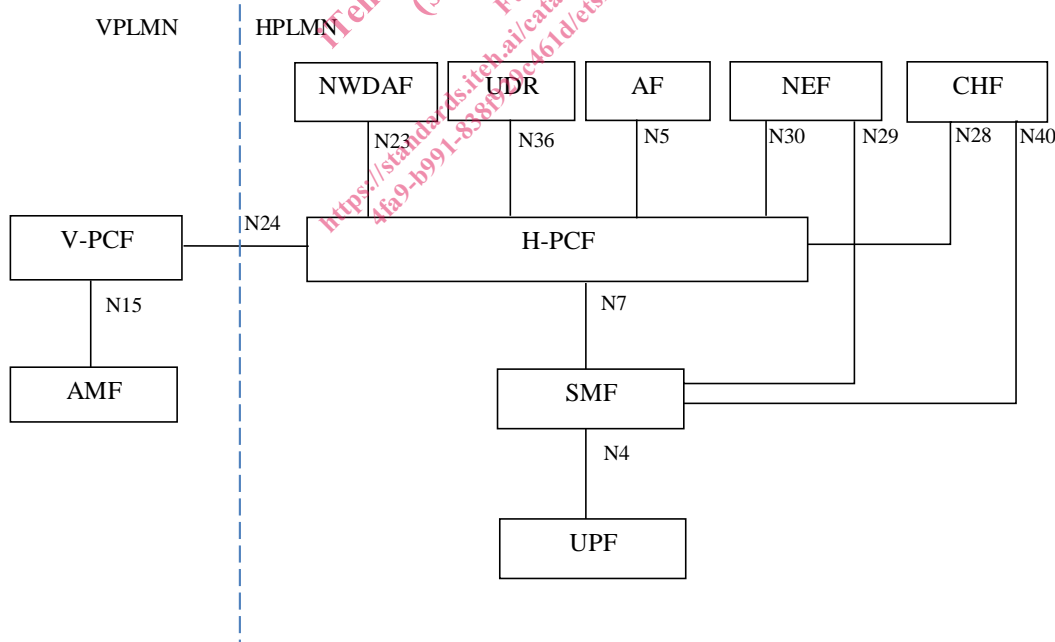 VPLMN
HPLMN
NWDAF
UDR
AF
NEF
CHF
N23
N36
N5
N30
N29
N28
N40
V-PCF
N24
H-PCF
N15
N7
AMF
SMF
N4
UPF